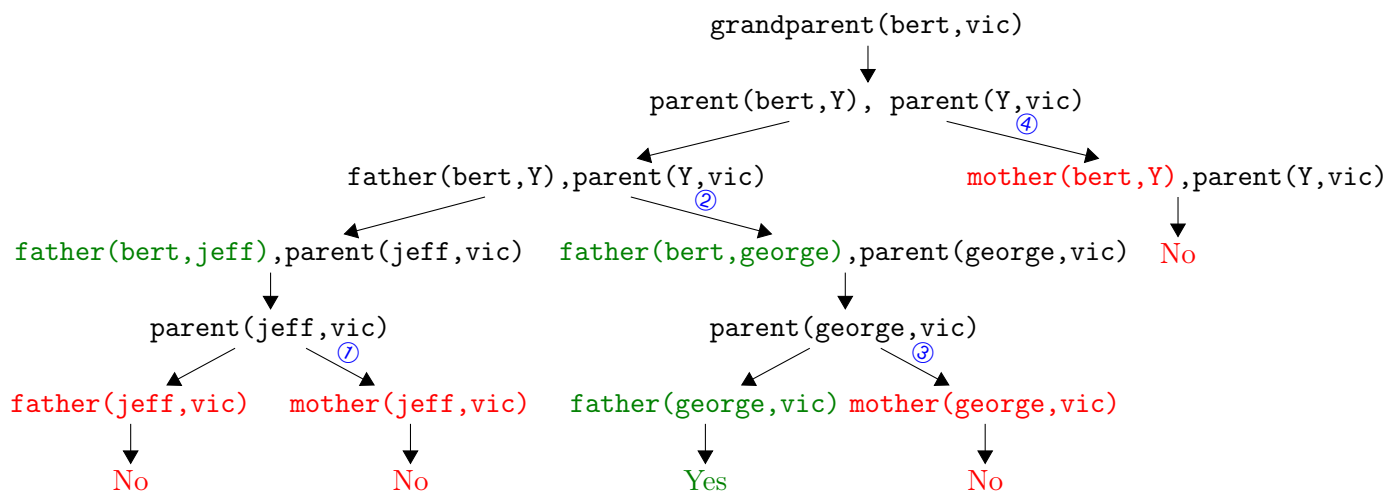 grandparent(bert,vic)
parent(bert,Y), parent(Y,vic)
④
father(bert,Y),parent(Y,vic)
mother(bert,Y),parent(Y,vic)
②
father(bert,jeff),parent(jeff,vic)
father(bert,george),parent(george,vic)
No
parent(jeff,vic)
parent(george,vic)
①
③
father(jeff,vic)
mother(jeff,vic)
father(george,vic)
mother(george,vic)
No
No
Yes
No